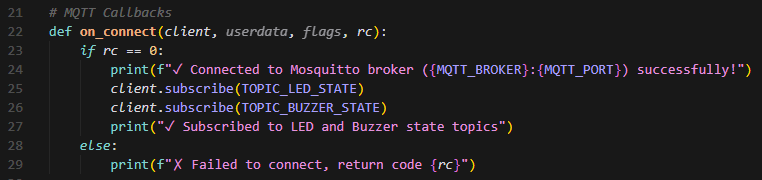 21 # MQTT Callbacks
22 def on_connect(client, userdata, flags, rc):
23     if rc == 0:
24         print(f"✓ Connected to Mosquitto broker ({MQTT_BROKER}:{MQTT_PORT}) successfully!")
25         client.subscribe(TOPIC_LED_STATE)
26         client.subscribe(TOPIC_BUZZER_STATE)
27         print("✓ Subscribed to LED and Buzzer state topics")
28     else:
29         print(f"✗ Failed to connect, return code {rc}")